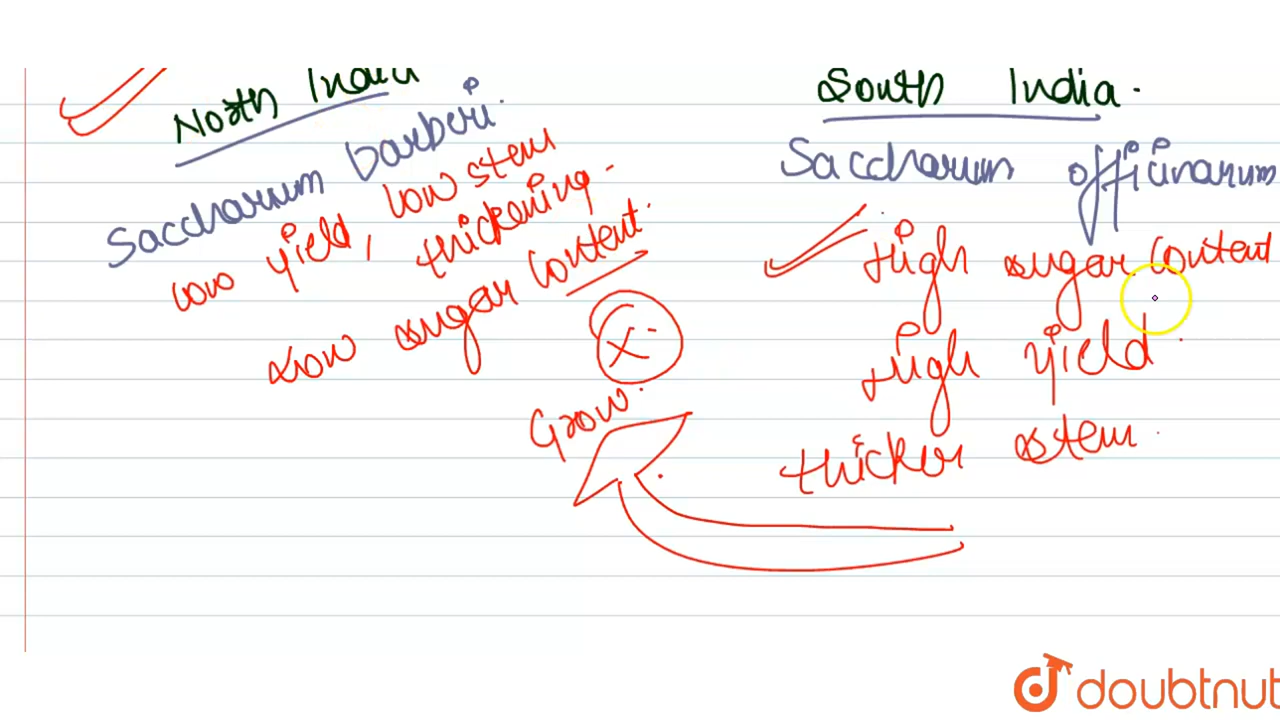 North India
Saccharum barberi.
low yield, low stem
thickening.
Low sugar content.
Grow.
South India.
Saccharum officinarum
High sugar content
High yield.
thicker stem.
doubtnut